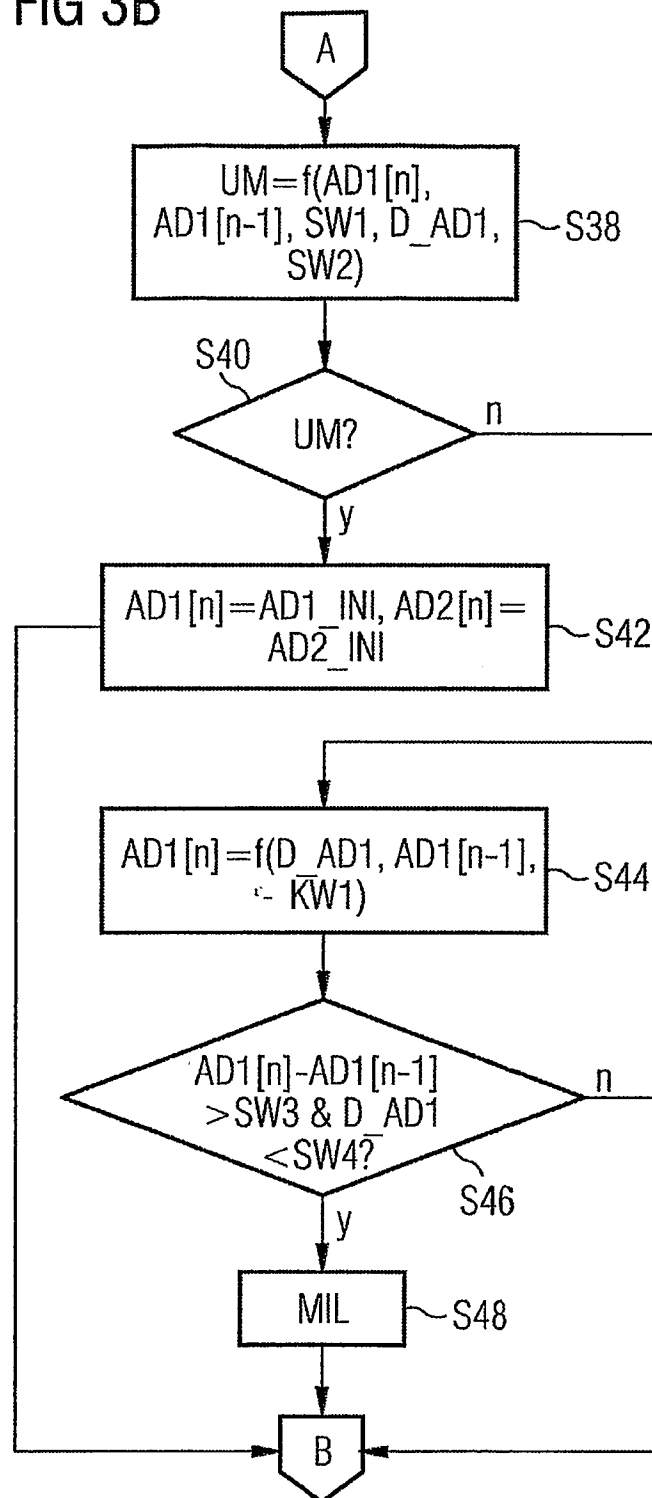 FIG 3B
A
UM=f(AD1[n],
AD1[n-1], SW1, D_AD1,
SW2)
S38
S40
UM?
n
y
AD1[n]=AD1_INI, AD2[n]=
AD2_INI
S42
AD1[n]=f(D_AD1, AD1[n-1],
- KW1)
S44
AD1[n]-AD1[n-1]
>SW3 & D_AD1
<SW4?
n
S46
y
MIL
S48
B